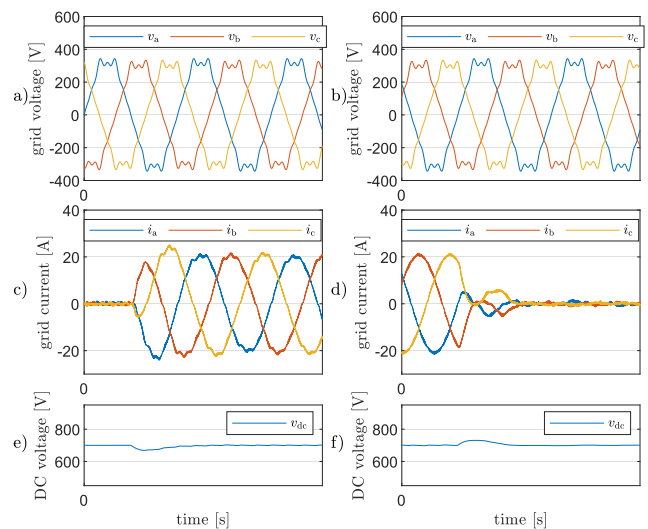 a)
grid voltage [V]
600
400
200
0
-200
-400
v_a v_b v_c
0
b)
grid voltage [V]
600
400
200
0
-200
-400
v_a v_b v_c
0
c)
grid current [A]
40
20
0
-20
i_a i_b i_c
0
d)
grid current [A]
40
20
0
-20
i_a i_b i_c
0
e)
DC voltage [V]
800
600
v_dc
0
time [s]
f)
DC voltage [V]
800
600
v_dc
0
time [s]